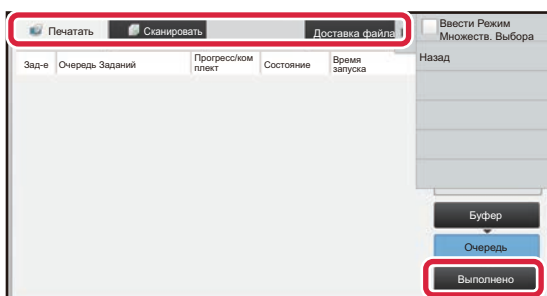 Печатать
Сканировать
Доставка файла
Ввести Режим
Множеств. Выбора
Зад-е
Очередь Заданий
Прогресс/ком
плект
Состояние
Время
запуска
Назад
Буфер
Очередь
Выполнено